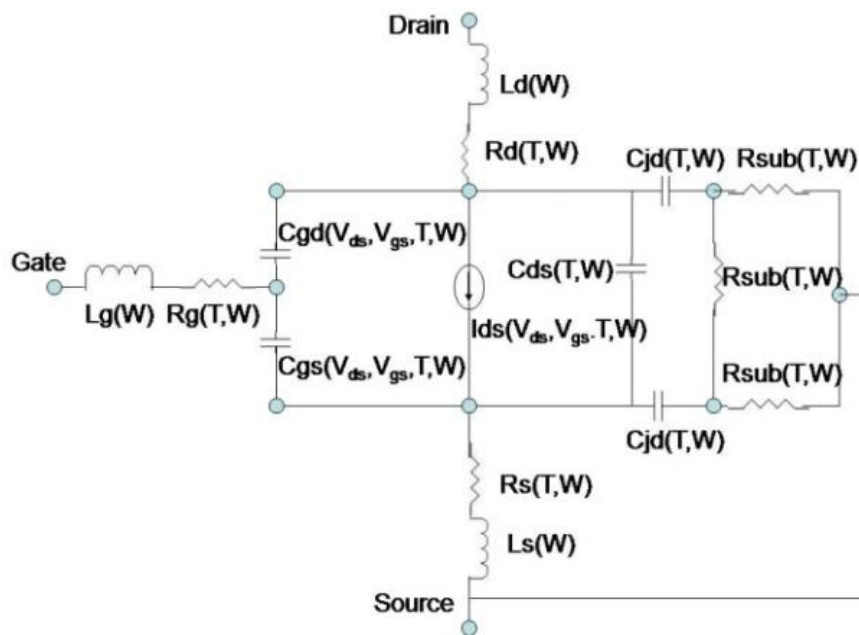 Drain
Ld(W)
Rd(T,W)
Cjd(T,W)
Rsub(T,W)
Cgd(Vds,Vgs,T,W)
Gate
Cds(T,W)
Rsub(T,W)
Lg(W)
Rg(T,W)
Ids(Vds,Vgs.T,W)
Cgs(Vds,Vgs,T,W)
Rsub(T,W)
Cjd(T,W)
Rs(T,W)
Ls(W)
Source